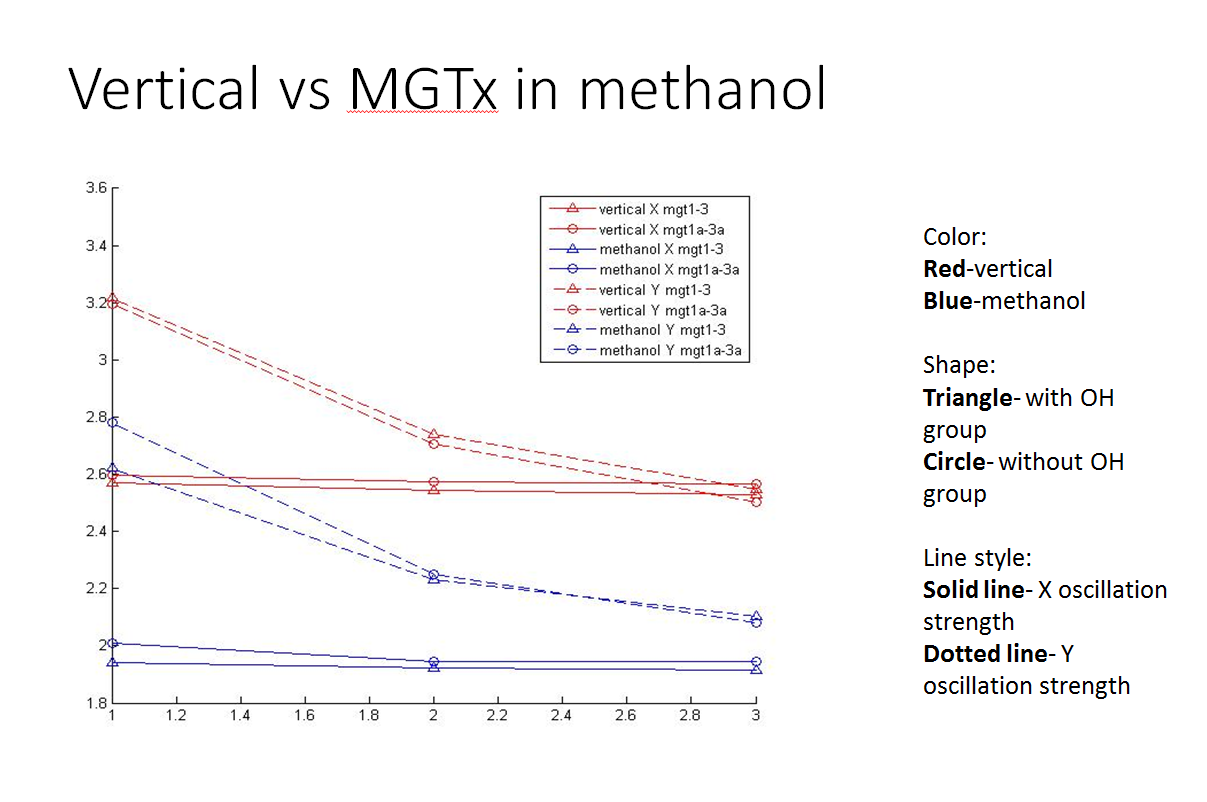 Vertical vs MGTx in methanol
3.6
3.4
3.2
3
2.8
2.6
2.4
2.2
2
1.8
1 1.2 1.4 1.6 1.8 2 2.2 2.4 2.6 2.8 3
vertical X mgt1-3
vertical X mgt1a-3a
methanol X mgt1-3
methanol X mgt1a-3a
vertical Y mgt1-3
vertical Y mgt1a-3a
methanol Y mgt1-3
methanol Y mgt1a-3a
Color:
Red-vertical
Blue-methanol
Shape:
Triangle- with OH
group
Circle- without OH
group
Line style:
Solid line- X oscillation
strength
Dotted line- Y
oscillation strength